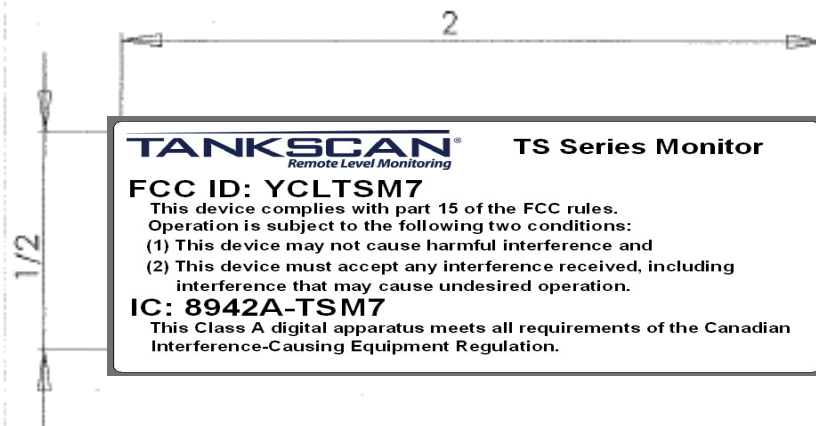 2
1/2
TANKSCAN®
Remote Level Monitoring
TS Series Monitor
FCC ID: YCLTSM7
This device complies with part 15 of the FCC rules.
Operation is subject to the following two conditions:
(1) This device may not cause harmful interference and
(2) This device must accept any interference received, including
interference that may cause undesired operation.
IC: 8942A-TSM7
This Class A digital apparatus meets all requirements of the Canadian
Interference-Causing Equipment Regulation.